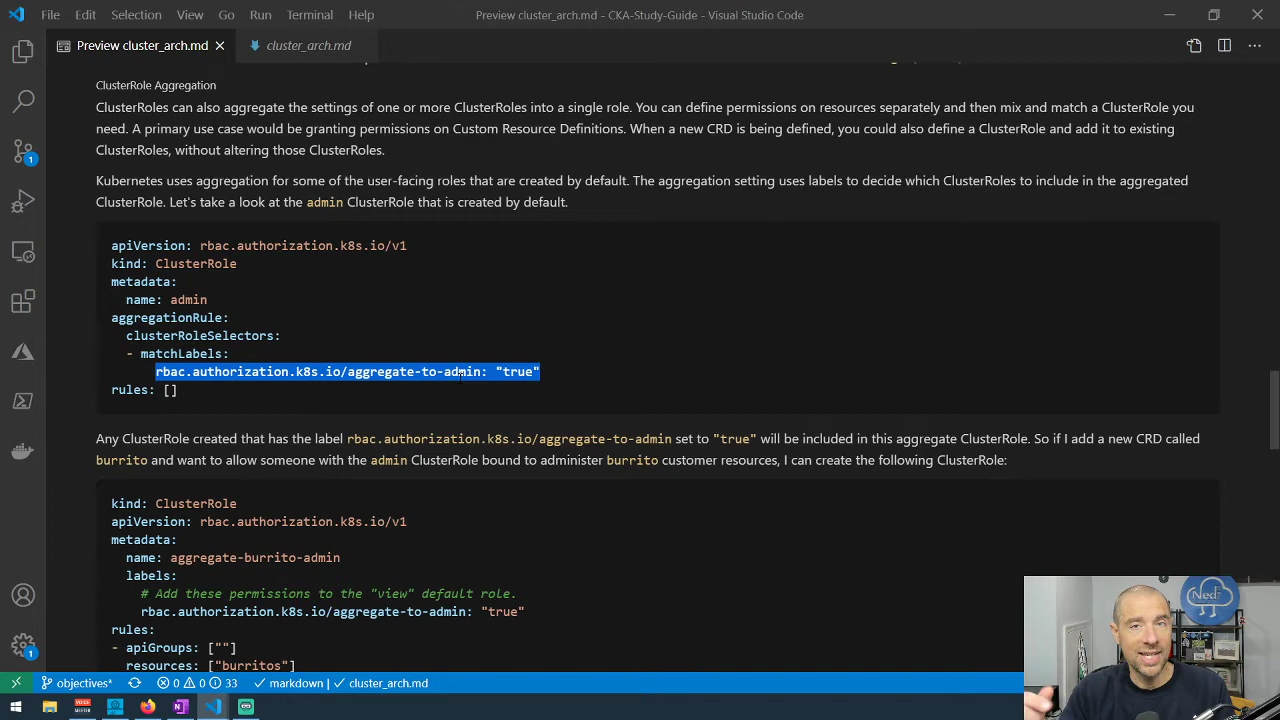 File Edit Selection View Go Run Terminal Help Preview cluster_arch.md - CKA-Study-Guide - Visual Studio Code
Preview cluster_arch.md cluster_arch.md
ClusterRole Aggregation
ClusterRoles can also aggregate the settings of one or more ClusterRoles into a single role. You can define permissions on resources separately and then mix and match a ClusterRole you
need. A primary use case would be granting permissions on Custom Resource Definitions. When a new CRD is being defined, you could also define a ClusterRole and add it to existing
ClusterRoles, without altering those ClusterRoles.
Kubernetes uses aggregation for some of the user-facing roles that are created by default. The aggregation setting uses labels to decide which ClusterRoles to include in the aggregated
ClusterRole. Let's take a look at the admin ClusterRole that is created by default.
apiVersion: rbac.authorization.k8s.io/v1
kind: ClusterRole
metadata:
name: admin
aggregationRule:
clusterRoleSelectors:
- matchLabels:
rbac.authorization.k8s.io/aggregate-to-admin: "true"
rules: []
Any ClusterRole created that has the label rbac.authorization.k8s.io/aggregate-to-admin set to "true" will be included in this aggregate ClusterRole. So if I add a new CRD called
burrito and want to allow someone with the admin ClusterRole bound to administer burrito customer resources, I can create the following ClusterRole:
kind: ClusterRole
apiVersion: rbac.authorization.k8s.io/v1
metadata:
name: aggregate-burrito-admin
labels:
# Add these permissions to the "view" default role.
rbac.authorization.k8s.io/aggregate-to-admin: "true"
rules:
- apiGroups: [""]
resources: ["burritos"]
objectives* 0 0 33 markdown | cluster_arch.md
1
1